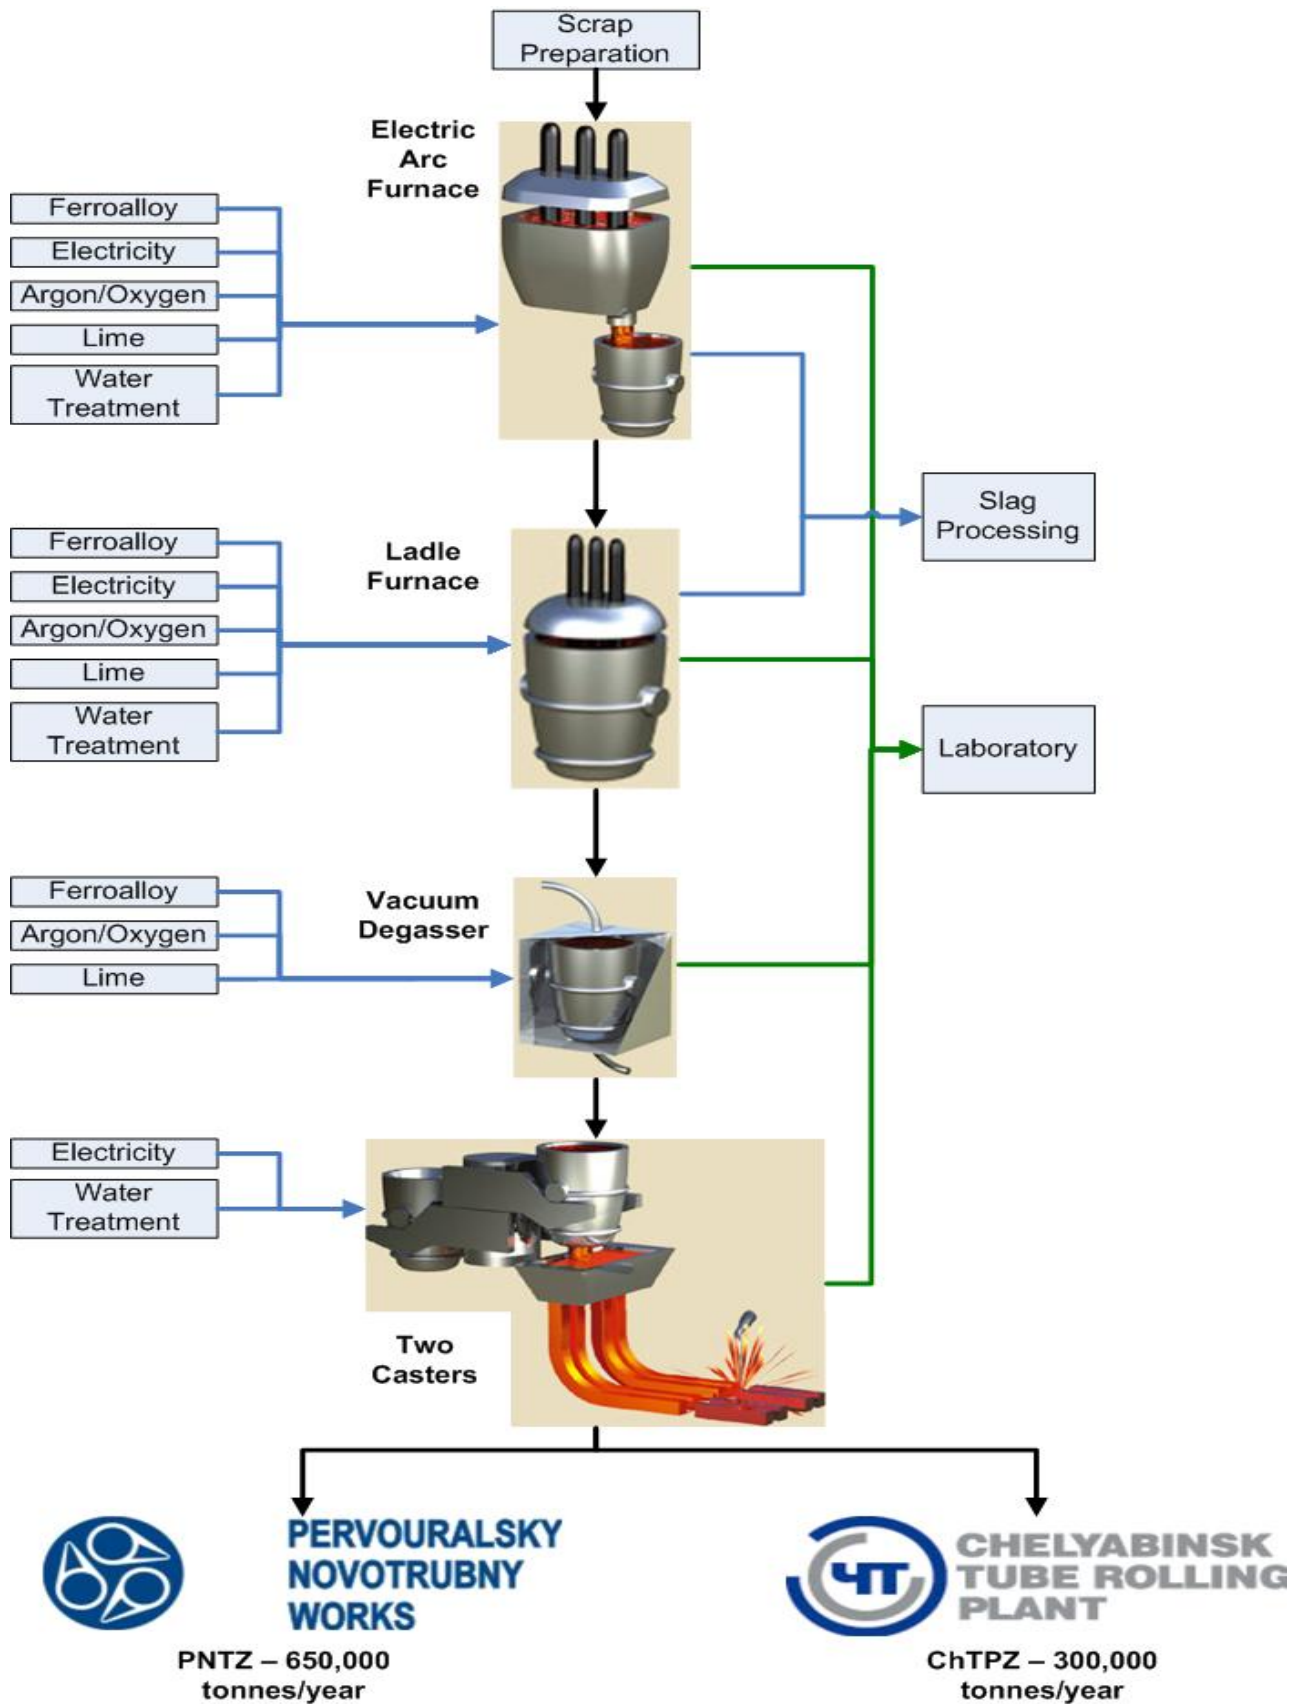 Scrap
Preparation
Electric
Arc
Furnace
Ferroalloy
Electricity
Argon/Oxygen
Lime
Water
Treatment
Slag
Processing
Ladle
Furnace
Ferroalloy
Electricity
Argon/Oxygen
Lime
Water
Treatment
Laboratory
Vacuum
Degasser
Ferroalloy
Argon/Oxygen
Lime
Electricity
Water
Treatment
Two
Casters
PERVOURALSKY
NOVOTRUBNY
WORKS
PNTZ – 650,000
tonnes/year
ЧТ
CHELYABINSK
TUBE ROLLING
PLANT
ChTPZ – 300,000
tonnes/year